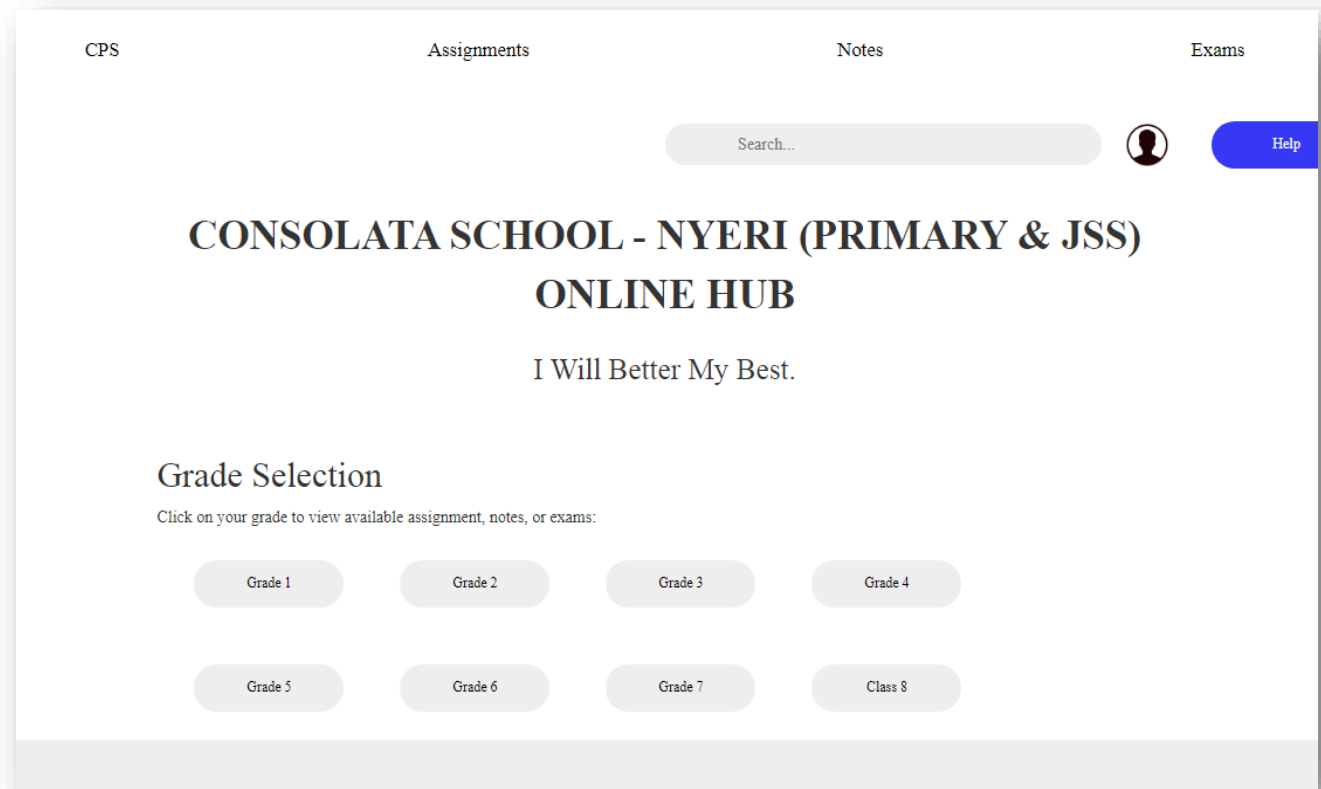 CPS Assignments Notes Exams
Search... Help
CONSOLATA SCHOOL - NYERI (PRIMARY & JSS)
ONLINE HUB
I Will Better My Best.
Grade Selection
Click on your grade to view available assignment, notes, or exams:
Grade 1 Grade 2 Grade 3 Grade 4
Grade 5 Grade 6 Grade 7 Class 8